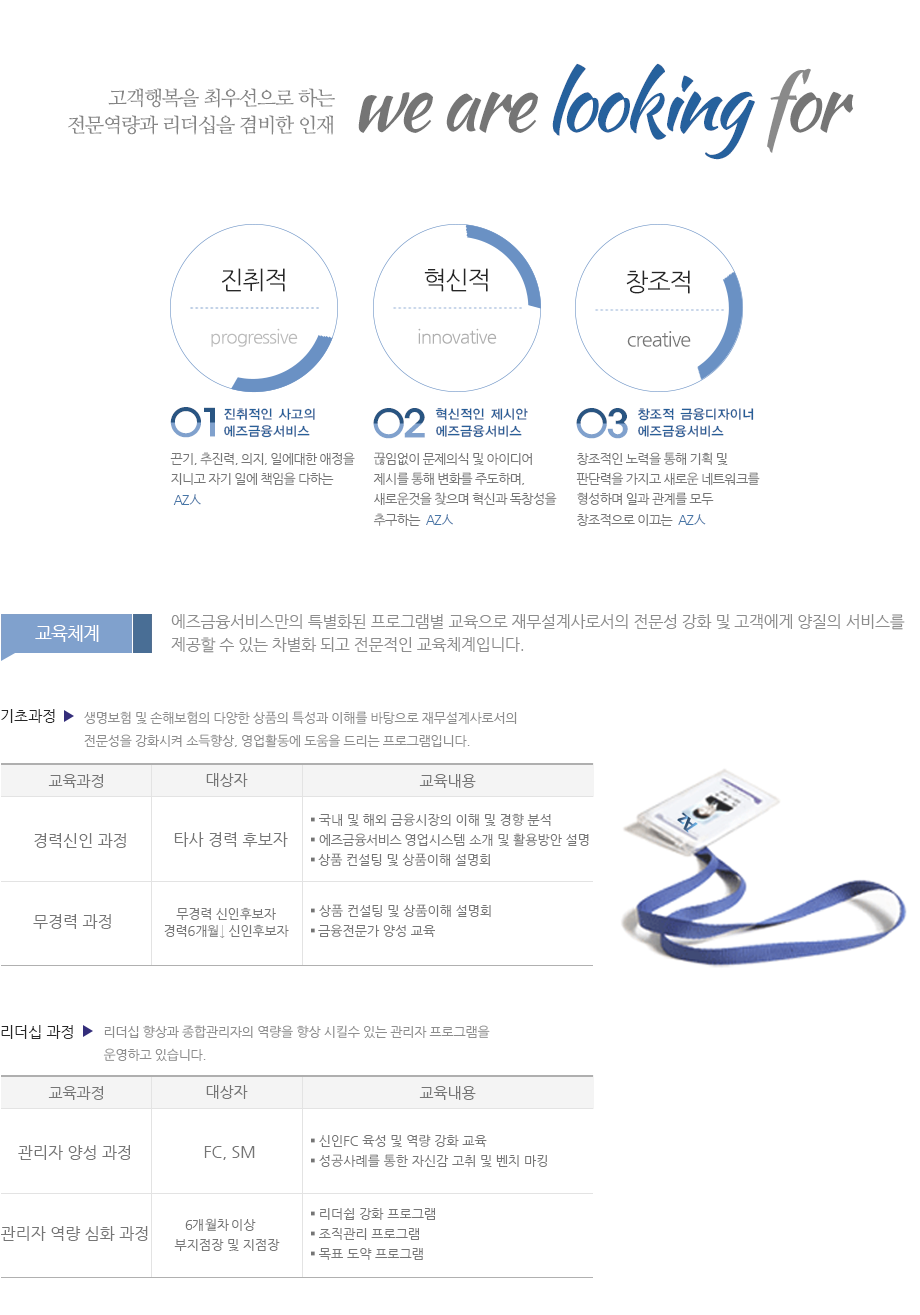 고객행복을 최우선으로 하는
전문역량과 리더십을 겸비한 인재
we are looking for
진취적
progressive
혁신적
innovative
창조적
creative
01 진취적인 사고의
에즈금융서비스
끈기, 추진력, 의지, 일에대한 애정을
지니고 자기 일에 책임을 다하는
AZ人
02 혁신적인 제시안
에즈금융서비스
끊임없이 문제의식 및 아이디어
제시를 통해 변화를 주도하며,
새로운것을 찾으며 혁신과 독창성을
추구하는 AZ人
03 창조적 금융디자이너
에즈금융서비스
창조적인 노력을 통해 기획 및
판단력을 가지고 새로운 네트워크를
형성하며 일과 관계를 모두
창조적으로 이끄는 AZ人
교육체계
에즈금융서비스만의 특별화된 프로그램별 교육으로 재무설계사로서의 전문성 강화 및 고객에게 양질의 서비스를
제공할 수 있는 차별화 되고 전문적인 교육체계입니다.
기초과정 ▶ 생명보험 및 손해보험의 다양한 상품의 특성과 이해를 바탕으로 재무설계사로서의
전문성을 강화시켜 소득향상, 영업활동에 도움을 드리는 프로그램입니다.
교육과정 대상자 교육내용
경력신인 과정
타사 경력 후보자
▪ 국내 및 해외 금융시장의 이해 및 경향 분석
▪ 에즈금융서비스 영업시스템 소개 및 활용방안 설명
▪ 상품 컨설팅 및 상품이해 설명회
무경력 과정
무경력 신인후보자
경력6개월↓ 신인후보자
▪ 상품 컨설팅 및 상품이해 설명회
▪ 금융전문가 양성 교육
AZ
리더십 과정 ▶ 리더십 향상과 종합관리자의 역량을 향상 시킬수 있는 관리자 프로그램을
운영하고 있습니다.
교육과정 대상자 교육내용
관리자 양성 과정
FC, SM
▪ 신인FC 육성 및 역량 강화 교육
▪ 성공사례를 통한 자신감 고취 및 벤치 마킹
관리자 역량 심화 과정
6개월차 이상
부지점장 및 지점장
▪ 리더쉽 강화 프로그램
▪ 조직관리 프로그램
▪ 목표 도약 프로그램